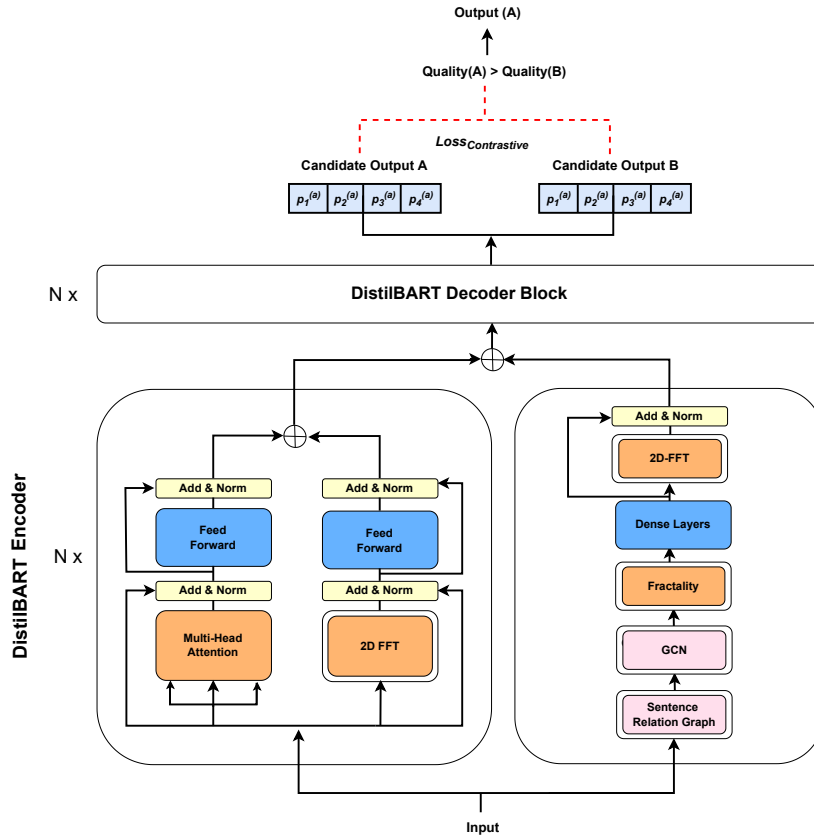 Output (A)
Quality(A) > Quality(B)
Loss_Contrastive
Candidate Output A
Candidate Output B
p₁⁽ᵃ⁾ p₂⁽ᵃ⁾ p₃⁽ᵃ⁾ p₄⁽ᵃ⁾
p₁⁽ᵃ⁾ p₂⁽ᵃ⁾ p₃⁽ᵃ⁾ p₄⁽ᵃ⁾
N x
DistilBART Decoder Block
DistilBART Encoder
N x
Add & Norm
Add & Norm
Feed
Forward
Feed
Forward
Add & Norm
Add & Norm
Multi-Head
Attention
2D FFT
Add & Norm
2D-FFT
Dense Layers
Fractality
GCN
Sentence
Relation Graph
Input